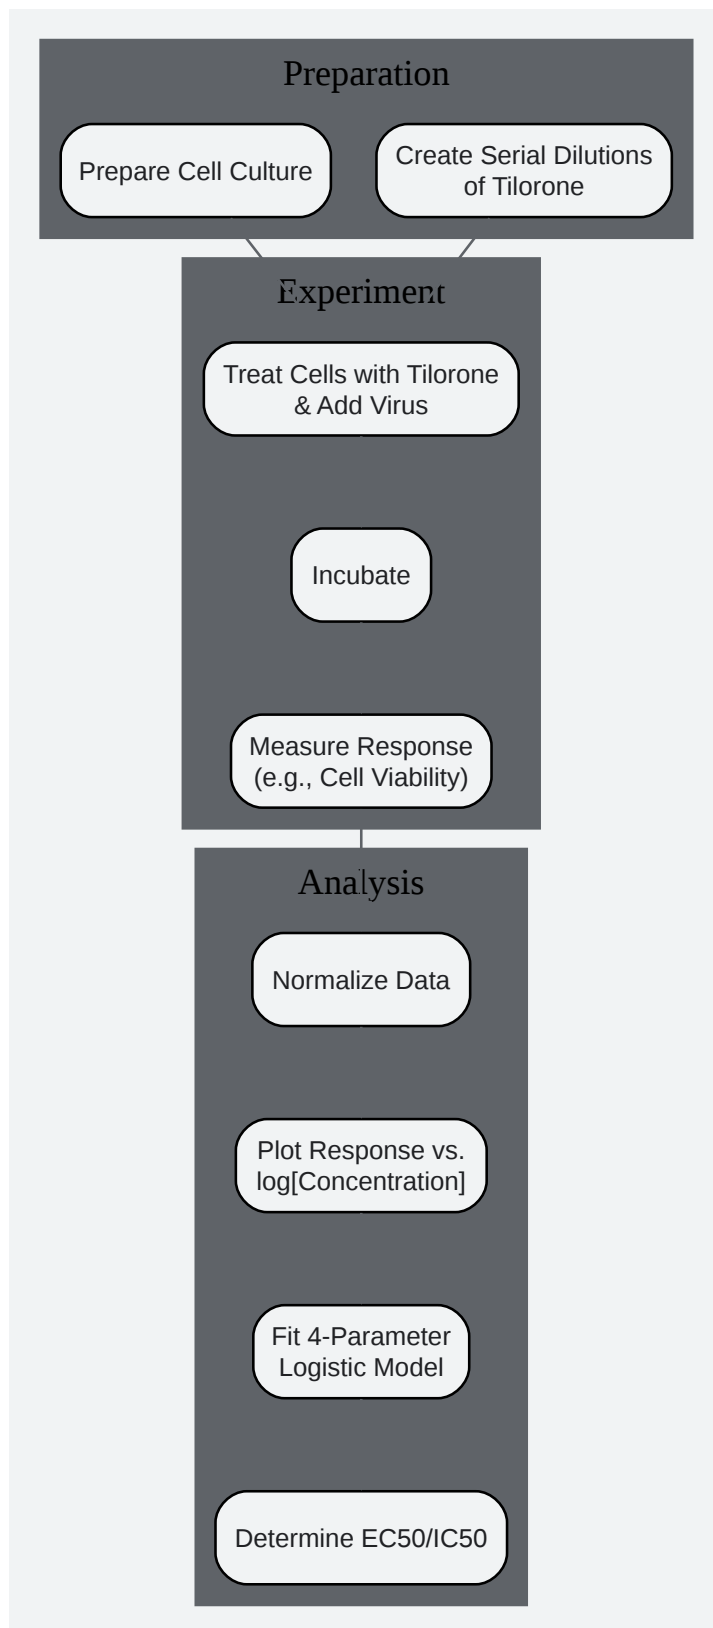 Preparation
Prepare Cell Culture
Create Serial Dilutions
of Tilorone
Experiment
Treat Cells with Tilorone
& Add Virus
Incubate
Measure Response
(e.g., Cell Viability)
Analysis
Normalize Data
Plot Response vs.
log[Concentration]
Fit 4-Parameter
Logistic Model
Determine EC50/IC50